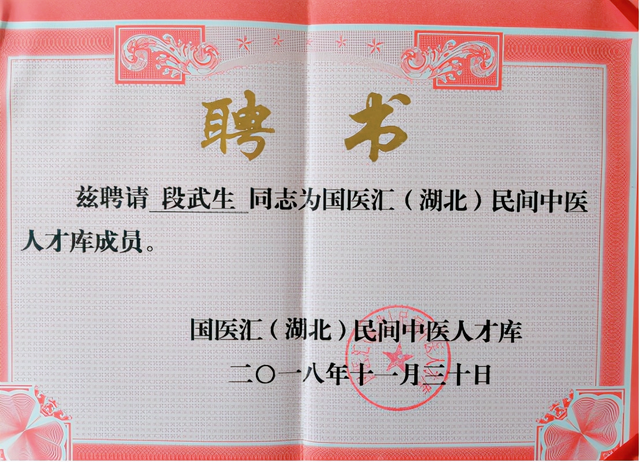 聘书
兹聘请 段武生 同志为国医汇（湖北）民间中医
人才库成员。
国医汇（湖北）民间中医人才库
二〇一八年十一月三十日